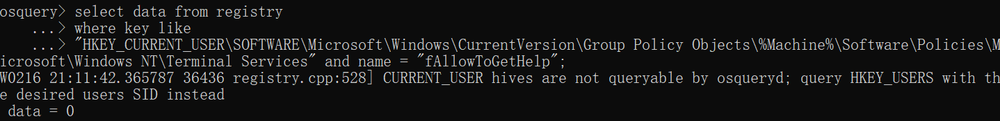 osquery> select data from registry
    ...> where key like
    ...> "HKEY_CURRENT_USER\SOFTWARE\Microsoft\Windows\CurrentVersion\Group Policy Objects\%Machine%\Software\Policies\M
icrosoft\Windows NT\Terminal Services" and name = "fAllowToGetHelp";
W0216 21:11:42.365787 36436 registry.cpp:528] CURRENT_USER hives are not queryable by osqueryd; query HKEY_USERS with th
e desired users SID instead
 data = 0